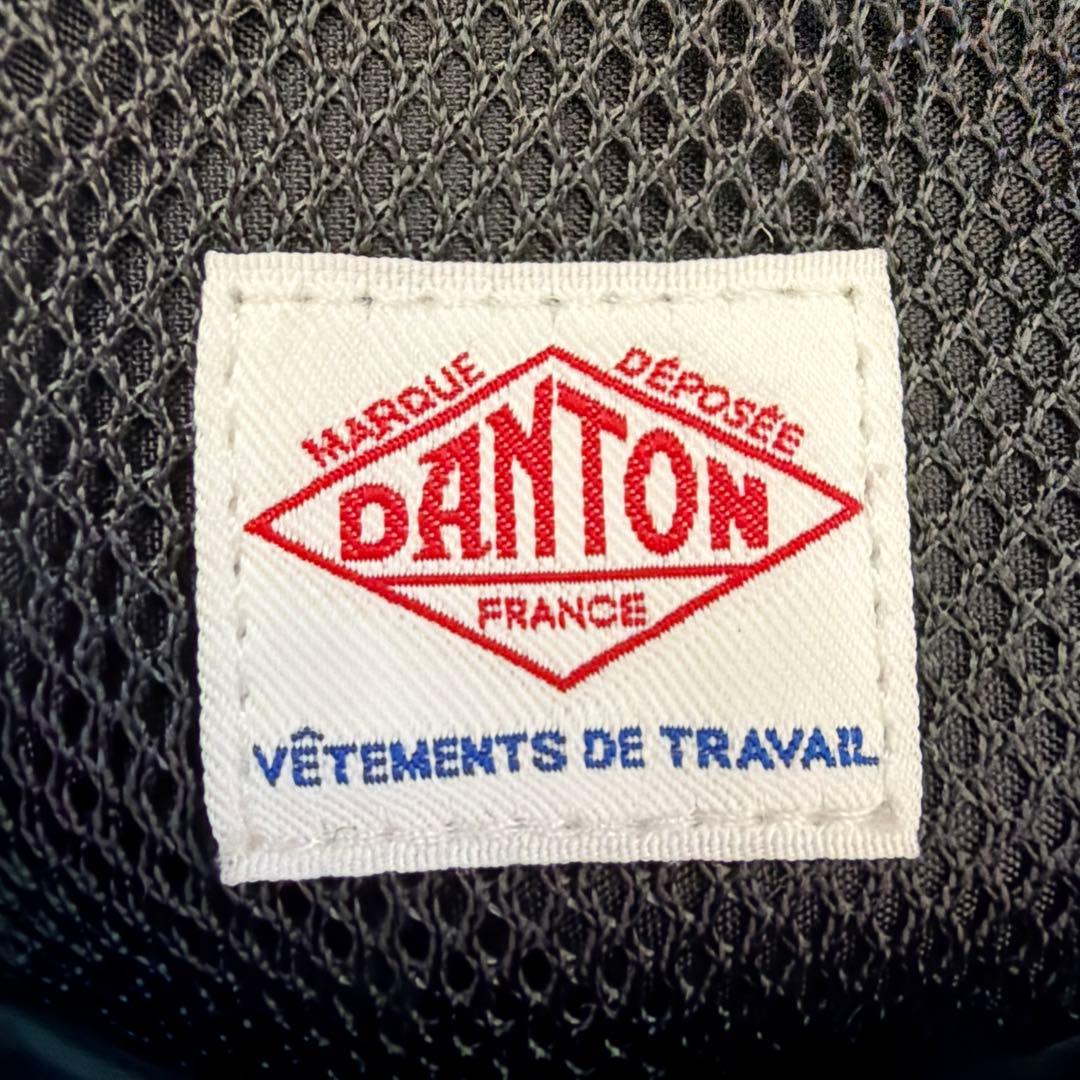 MARQUE DÉPOSÉE
DANTON
FRANCE
VÊTEMENTS DE TRAVAIL